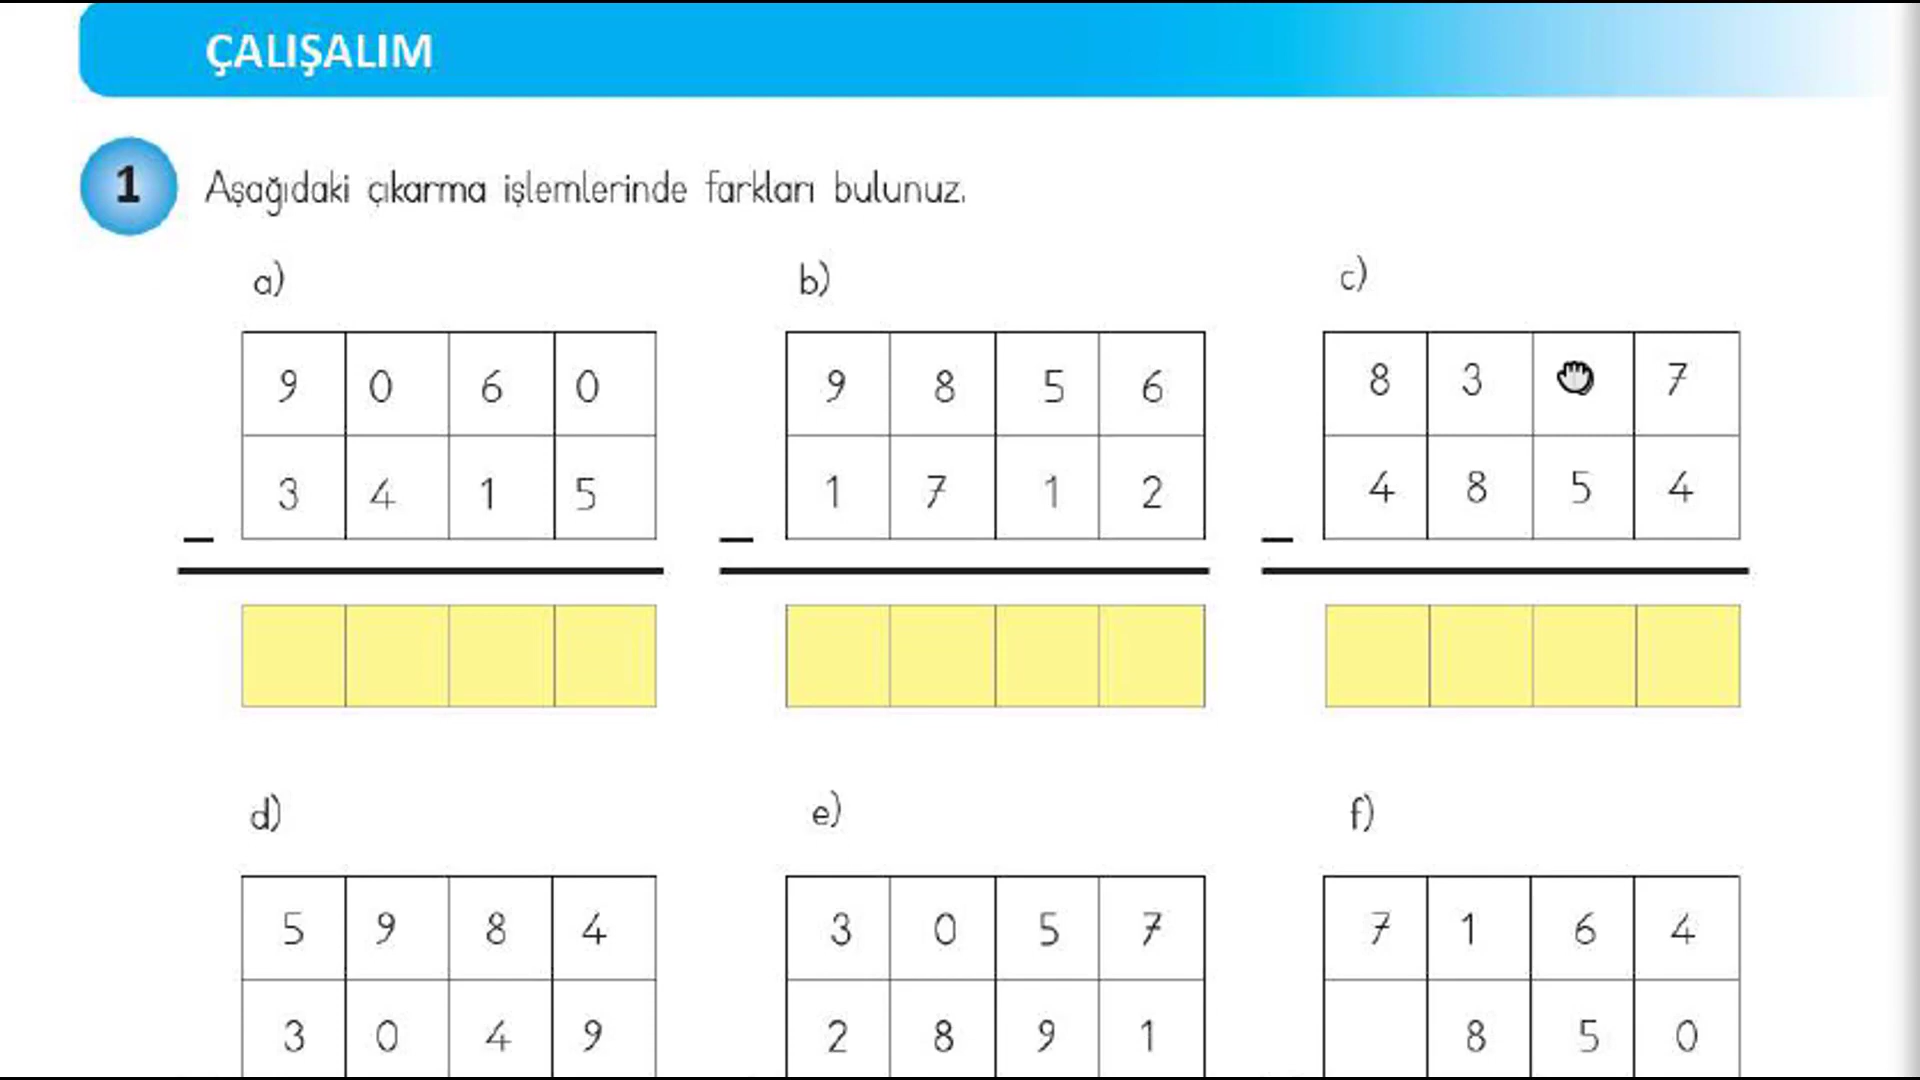 ÇALIŞALIM
1 Aşağıdaki çıkarma işlemlerinde farkları bulunuz.
a) b) c)
9 0 6 0 9 8 5 6 8 3 7
3 4 1 5 1 7 1 2 4 8 5 4
– – –
d) e) f)
5 9 8 4 3 0 5 7 7 1 6 4
3 0 4 9 2 8 9 1 8 5 0